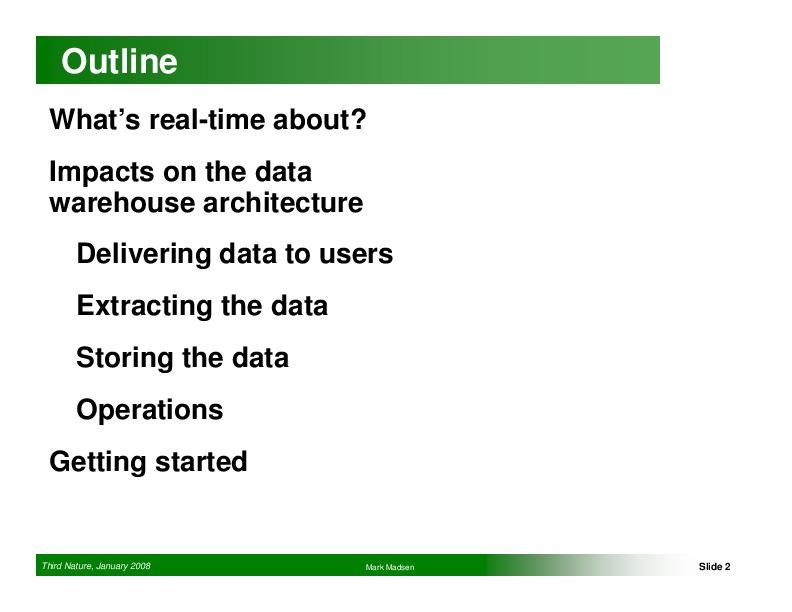 Outline
What’s real-time about?
Impacts on the data
warehouse architecture
Delivering data to users
Extracting the data
Storing the data
Operations
Getting started
Third Nature, January 2008
Mark Madsen
Slide 2